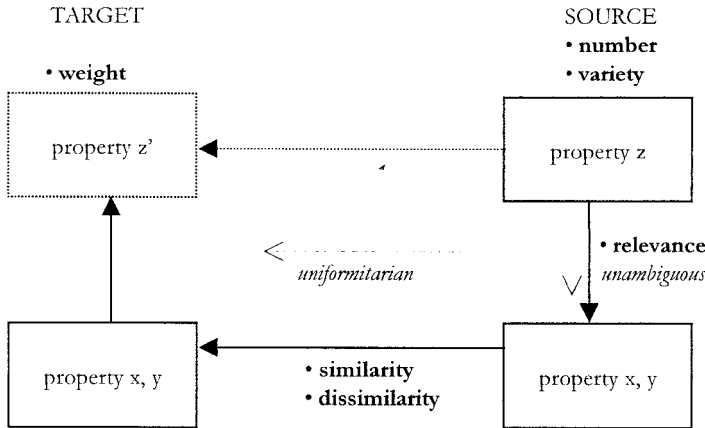 TARGET
SOURCE
• weight
• number
• variety
property z’
property z
• relevance
unambiguous
uniformitarian
property x, y
• similarity
• dissimilarity
property x, y